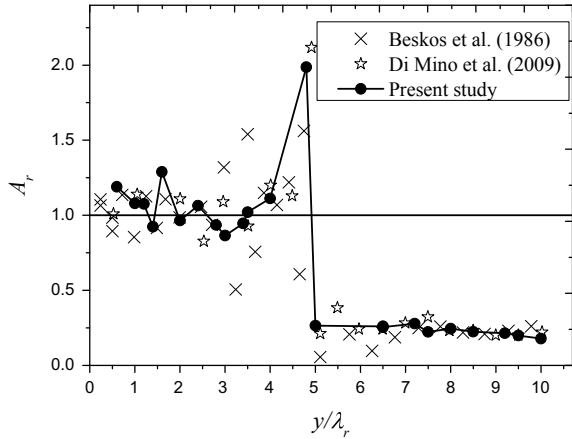 Beskos et al. (1986)
Di Mino et al. (2009)
Present study
2.0
1.5
1.0
0.5
0.0
A_r
0 1 2 3 4 5 6 7 8 9 10
y/λ_r